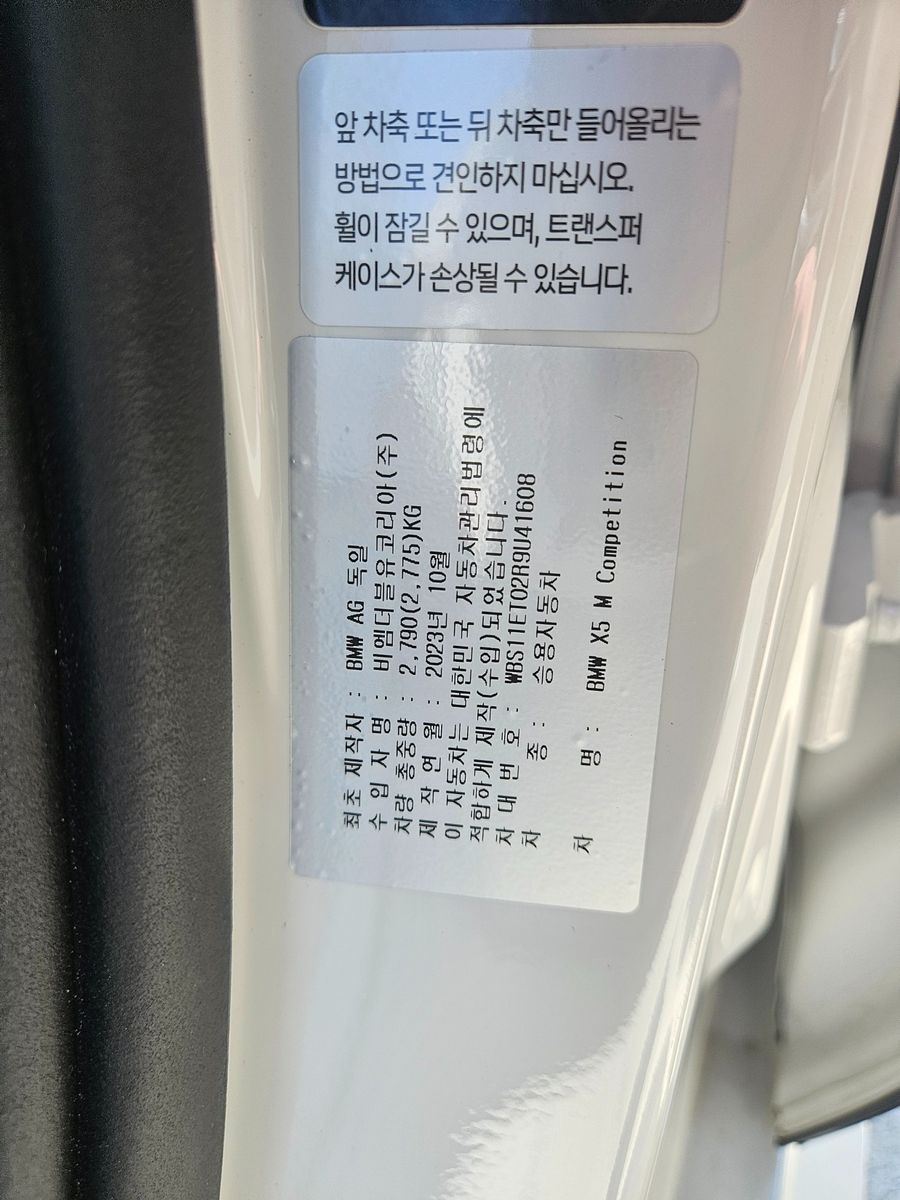 앞 차축 또는 뒤 차축만 들어올리는
방법으로 견인하지 마십시오.
휠이 잠길 수 있으며, 트랜스퍼
케이스가 손상될 수 있습니다.
최초 제작자 : BMW AG 독일
수 입 자 명 : 비엠더블유코리아(주)
차량 총중량 : 2,790(2,775)KG
제 작 연 월 : 2023년 10월
이 자동차는 대한민국 자동차관리법령에
적합하게 제작(수입)되었습니다.
차 대 번 호 : WBS11ET02R9U41608
차 종 : 승용자동차
차 명 : BMW X5 M Competition